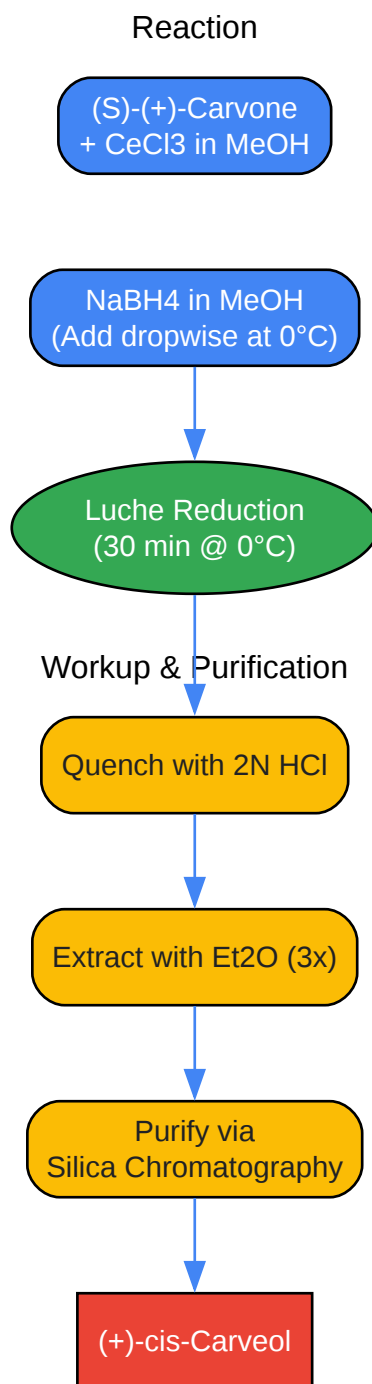 Reaction
(S)-(+)-Carvone
+ CeCl3 in MeOH
NaBH4 in MeOH
(Add dropwise at 0°C)
Luche Reduction
(30 min @ 0°C)
Workup & Purification
Quench with 2N HCl
Extract with Et2O (3x)
Purify via
Silica Chromatography
(+)-cis-Carveol